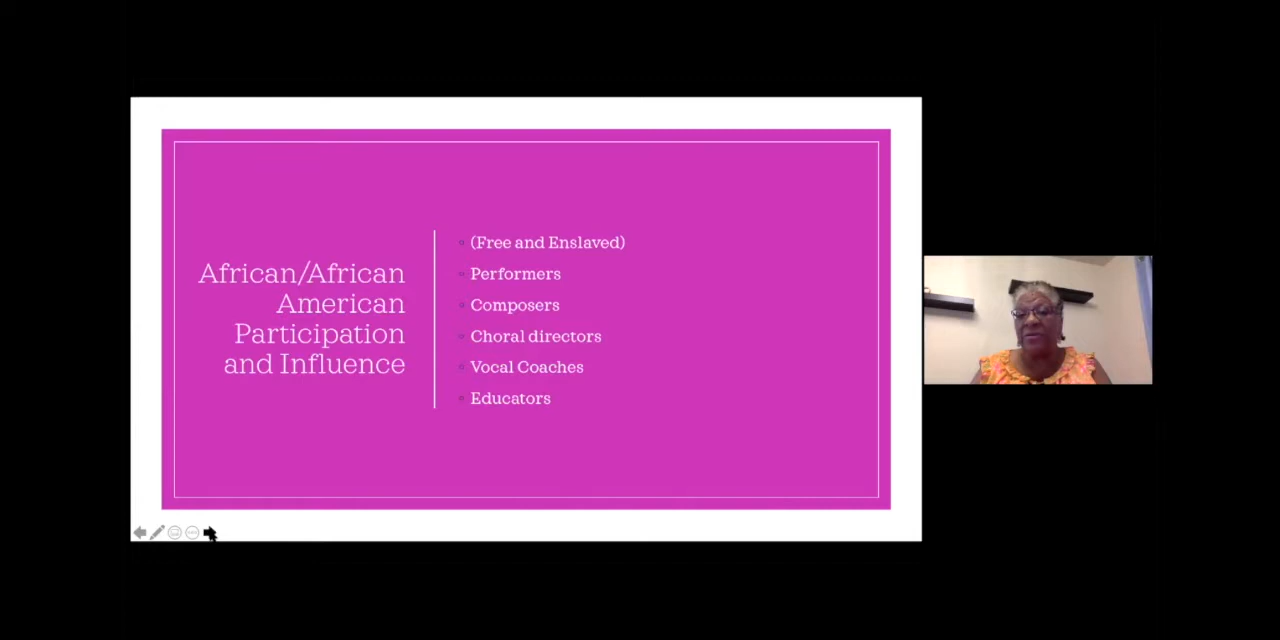 African/African
American
Participation
and Influence
(Free and Enslaved)
Performers
Composers
Choral directors
Vocal Coaches
Educators